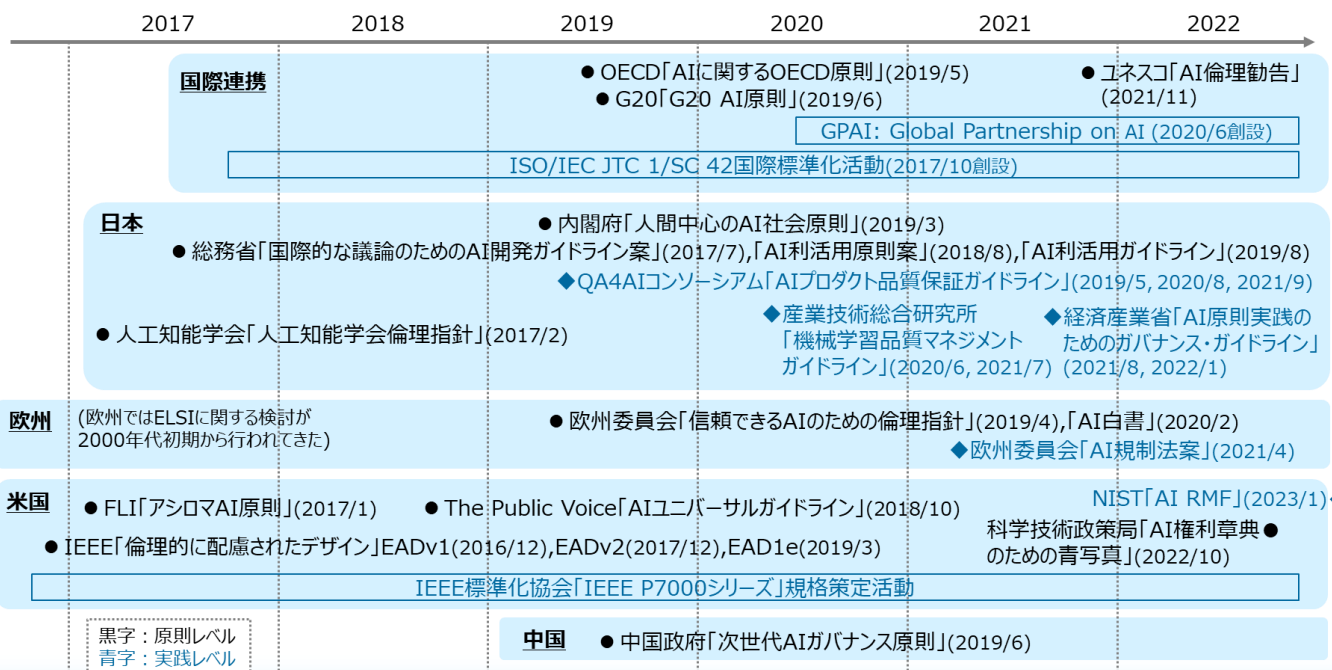 2017 2018 2019 2020 2021 2022
国際連携
● OECD「AIに関するOECD原則」(2019/5)
● G20「G20 AI原則」(2019/6)
● ユネスコ「AI倫理勧告」
(2021/11)
GPAI: Global Partnership on AI (2020/6創設)
ISO/IEC JTC 1/SC 42国際標準化活動(2017/10創設)
日本
● 内閣府「人間中心のAI社会原則」(2019/3)
● 総務省「国際的な議論のためのAI開発ガイドライン案」(2017/7),「AI利活用原則案」(2018/8),「AI利活用ガイドライン」(2019/8)
◆QA4AIコンソーシアム「AIプロダクト品質保証ガイドライン」(2019/5, 2020/8, 2021/9)
● 人工知能学会「人工知能学会倫理指針」(2017/2)
◆産業技術総合研究所
「機械学習品質マネジメント
ガイドライン」(2020/6, 2021/7)
◆経済産業省「AI原則実践の
ためのガバナンス・ガイドライン」
(2021/8, 2022/1)
欧州
(欧州ではELSIに関する検討が
2000年代初期から行われてきた)
● 欧州委員会「信頼できるAIのための倫理指針」(2019/4),「AI白書」(2020/2)
◆欧州委員会「AI規制法案」(2021/4)
米国
● FLI「アシロマAI原則」(2017/1)
● The Public Voice「AIユニバーサルガイドライン」(2018/10)
NIST「AI RMF」(2023/1)◆
● IEEE「倫理的に配慮されたデザイン」EADv1(2016/12),EADv2(2017/12),EAD1e(2019/3)
科学技術政策局「AI権利章典●
のための青写真」(2022/10)
IEEE標準化協会「IEEE P7000シリーズ」規格策定活動
中国
● 中国政府「次世代AIガバナンス原則」(2019/6)
黒字：原則レベル
青字：実践レベル